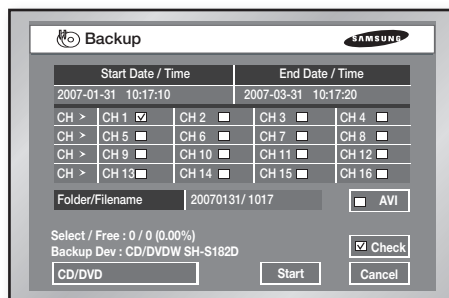 Backup
SAMSUNG
Start Date / Time End Date / Time
2007-01-31 10:17:10 2007-03-31 10:17:20
CH > CH 1 CH 2 CH 3 CH 4
CH > CH 5 CH 6 CH 7 CH 8
CH > CH 9 CH 10 CH 11 CH 12
CH > CH 13 CH 14 CH 15 CH 16
Folder/Filename 20070131/ 1017 AVI
Select / Free : 0 / 0 (0.00%)
Backup Dev : CD/DVDW SH-S182D Check
CD/DVD Start Cancel